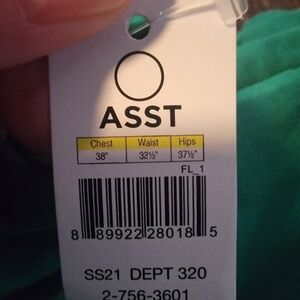 ASST
Chest Waist Hips
38" 32½" 37½"
FL_1
8 89922 28018 5
SS21 DEPT 320
2-756-3601